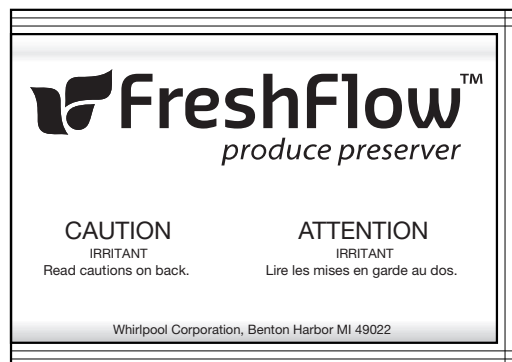 FreshFlow™
produce preserver
CAUTION
IRRITANT
Read cautions on back.
ATTENTION
IRRITANT
Lire les mises en garde au dos.
Whirlpool Corporation, Benton Harbor MI 49022